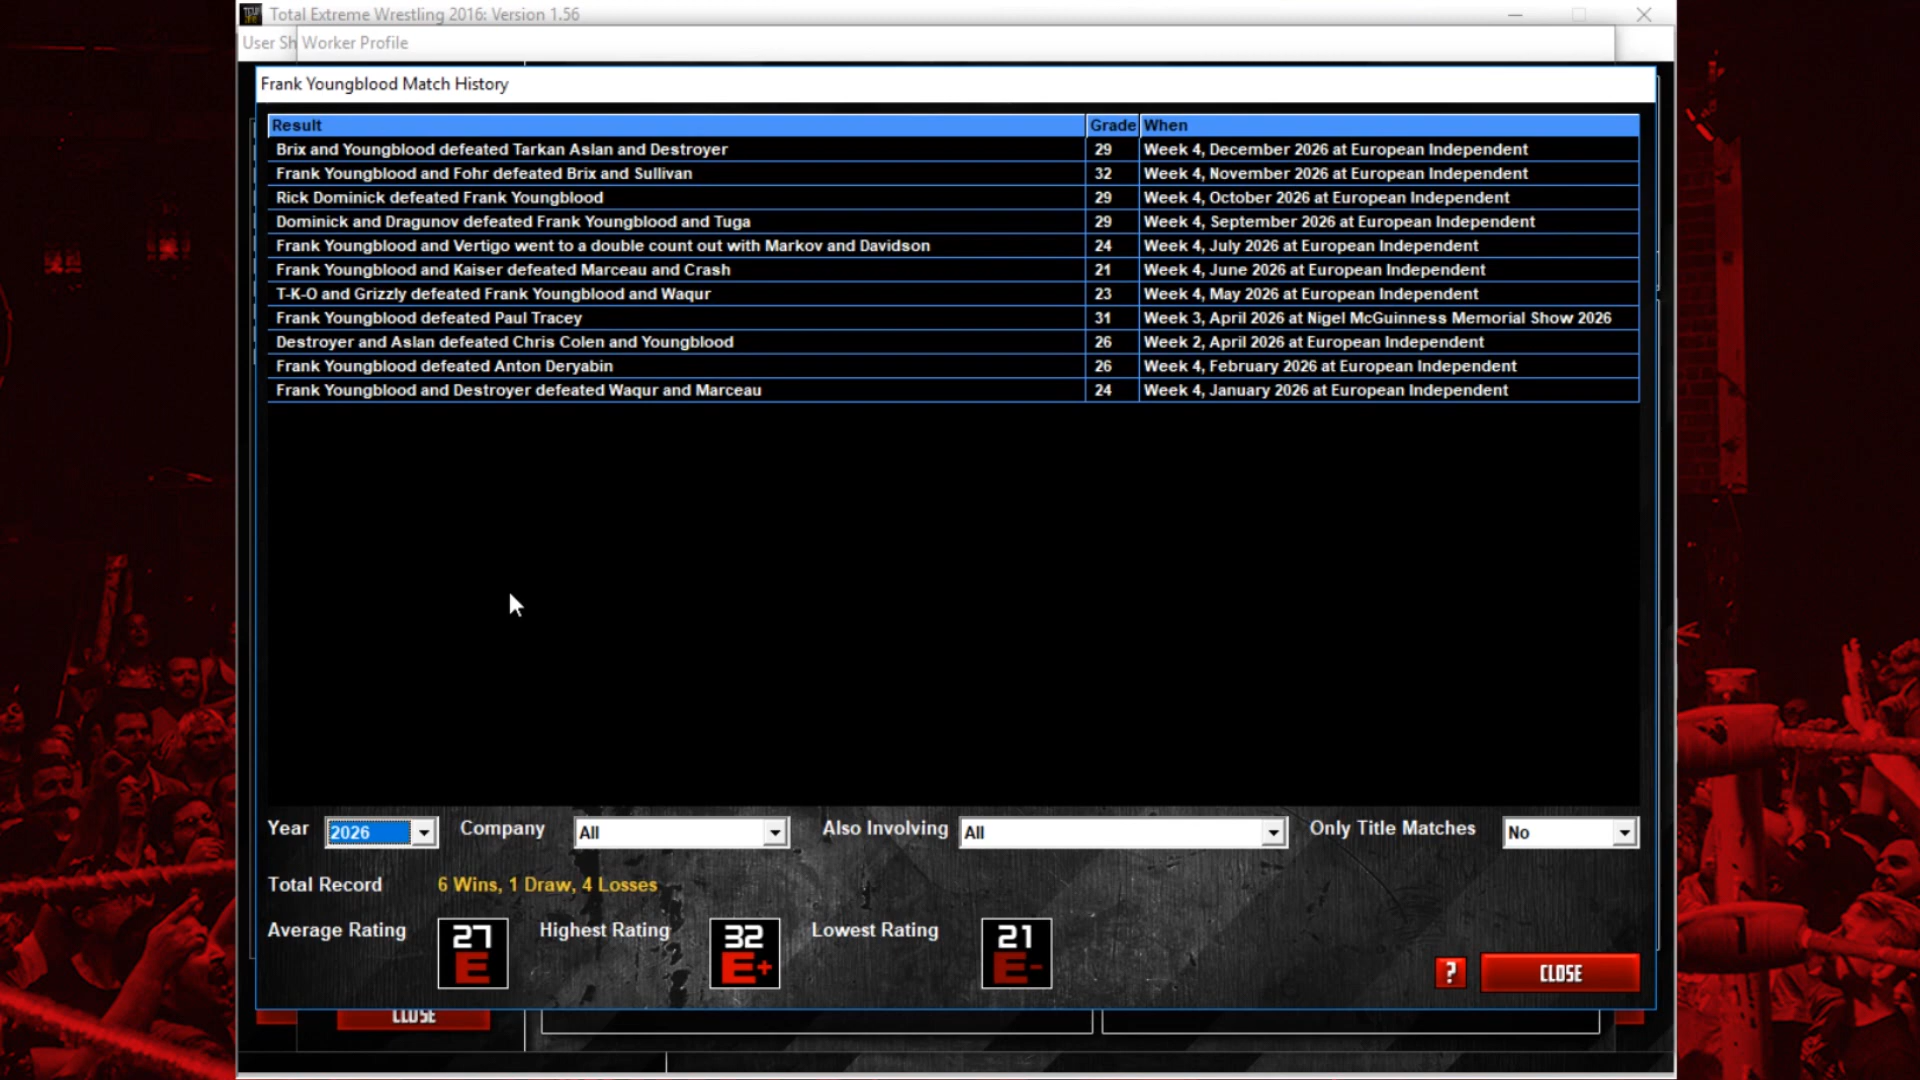 Total Extreme Wrestling 2016: Version 1.56
User Sh
Worker Profile
Frank Youngblood Match History
Result Grade When
Brix and Youngblood defeated Tarkan Aslan and Destroyer 29 Week 4, December 2026 at European Independent
Frank Youngblood and Fohr defeated Brix and Sullivan 32 Week 4, November 2026 at European Independent
Rick Dominick defeated Frank Youngblood 29 Week 4, October 2026 at European Independent
Dominick and Dragunov defeated Frank Youngblood and Tuga 29 Week 4, September 2026 at European Independent
Frank Youngblood and Vertigo went to a double count out with Markov and Davidson 24 Week 4, July 2026 at European Independent
Frank Youngblood and Kaiser defeated Marceau and Crash 21 Week 4, June 2026 at European Independent
T-K-O and Grizzly defeated Frank Youngblood and Waqur 23 Week 4, May 2026 at European Independent
Frank Youngblood defeated Paul Tracey 31 Week 3, April 2026 at Nigel McGuinness Memorial Show 2026
Destroyer and Aslan defeated Chris Colen and Youngblood 26 Week 2, April 2026 at European Independent
Frank Youngblood defeated Anton Deryabin 26 Week 4, February 2026 at European Independent
Frank Youngblood and Destroyer defeated Waqur and Marceau 24 Week 4, January 2026 at European Independent
Year 2026 Company All Also Involving All Only Title Matches No
Total Record 6 Wins, 1 Draw, 4 Losses
Average Rating 27 E Highest Rating 32 E+ Lowest Rating 21 E-
? CLOSE
CLOSE